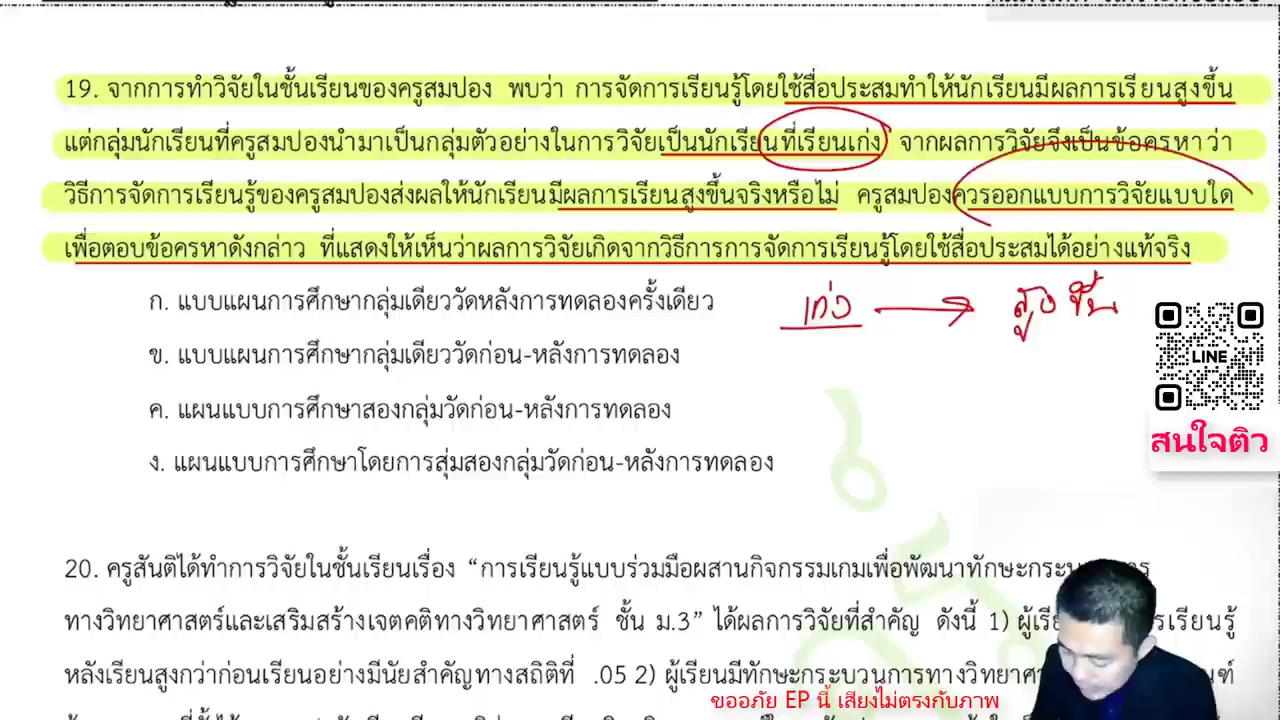 19. จากการทำวิจัยในชั้นเรียนของครูสมปอง พบว่า การจัดการเรียนรู้โดยใช้สื่อประสมทำให้นักเรียนมีผลการเรียนสูงขึ้น
แต่กลุ่มนักเรียนที่ครูสมปองนำมาเป็นกลุ่มตัวอย่างในการวิจัยเป็นนักเรียนที่เรียนเก่ง จากผลการวิจัยจึงเป็นข้อครหาว่า
วิธีการจัดการเรียนรู้ของครูสมปองส่งผลให้นักเรียนมีผลการเรียนสูงขึ้นจริงหรือไม่ ครูสมปองควรออกแบบการวิจัยแบบใด
เพื่อตอบข้อครหาดังกล่าว ที่แสดงให้เห็นว่าผลการวิจัยเกิดจากวิธีการการจัดการเรียนรู้โดยใช้สื่อประสมได้อย่างแท้จริง
ก. แบบแผนการศึกษากลุ่มเดียววัดหลังการทดลองครั้งเดียว
เก่ง สูงขึ้น
ข. แบบแผนการศึกษากลุ่มเดียววัดก่อน-หลังการทดลอง
LINE
ค. แผนแบบการศึกษาสองกลุ่มวัดก่อน-หลังการทดลอง
สนใจติว
ง. แผนแบบการศึกษาโดยการสุ่มสองกลุ่มวัดก่อน-หลังการทดลอง
20. ครูสันติได้ทำการวิจัยในชั้นเรียนเรื่อง “การเรียนรู้แบบร่วมมือผสานกิจกรรมเกมเพื่อพัฒนาทักษะกระบวนการ
ทางวิทยาศาสตร์และเสริมสร้างเจตคติทางวิทยาศาสตร์ ชั้น ม.3” ได้ผลการวิจัยที่สำคัญ ดังนี้ 1) เรียนรู้
หลังเรียนสูงกว่าก่อนเรียนอย่างมีนัยสำคัญทางสถิติที่ .05 2) ผู้เรียนมีทักษะกระบวนการทาง
ขออภัย EP นี้ เสียงไม่ตรงกับภาพ